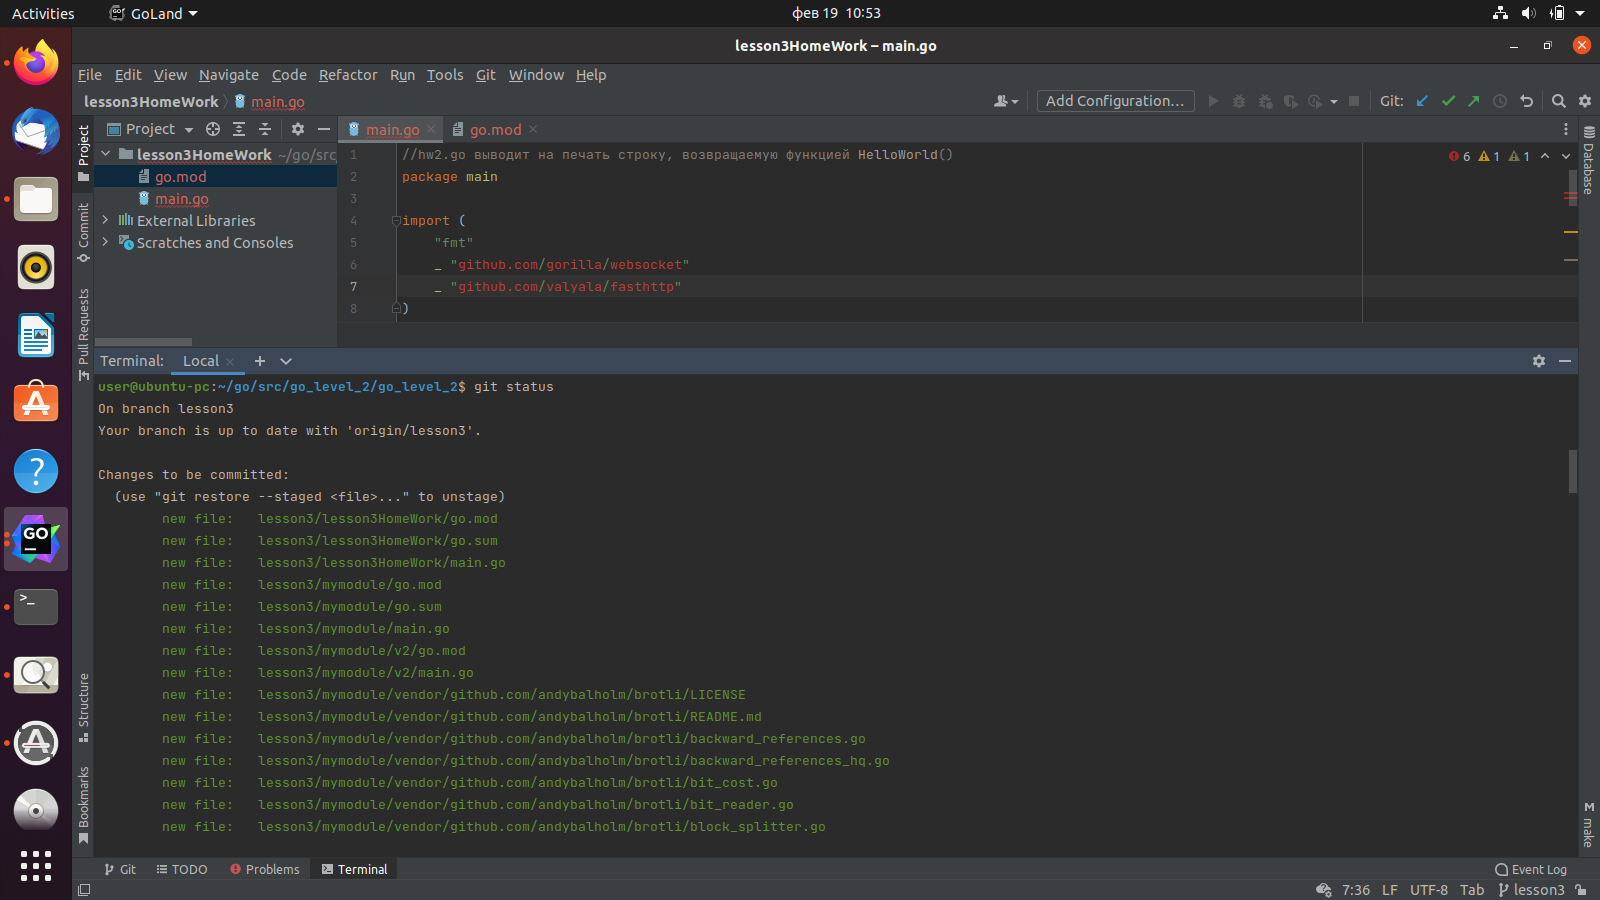 Activities GoLand фев 19 10:53
lesson3HomeWork – main.go
File Edit View Navigate Code Refactor Run Tools Git Window Help
lesson3HomeWork main.go Add Configuration... Git:
Project main.go go.mod
lesson3HomeWork ~/go/src
go.mod
main.go
External Libraries
Scratches and Consoles
1 //hw2.go выводит на печать строку, возвращаемую функцией HelloWorld()
2 package main
3
4 import (
5 "fmt"
6 _ "github.com/gorilla/websocket"
7 _ "github.com/valyala/fasthttp"
8 )
6 1 1
Project
Commit
Pull Requests
Structure
Bookmarks
Database
make
Terminal: Local
user@ubuntu-pc:~/go/src/go_level_2/go_level_2$ git status
On branch lesson3
Your branch is up to date with 'origin/lesson3'.
Changes to be committed:
(use "git restore --staged <file>..." to unstage)
new file: lesson3/lesson3HomeWork/go.mod
new file: lesson3/lesson3HomeWork/go.sum
new file: lesson3/lesson3HomeWork/main.go
new file: lesson3/mymodule/go.mod
new file: lesson3/mymodule/go.sum
new file: lesson3/mymodule/main.go
new file: lesson3/mymodule/v2/go.mod
new file: lesson3/mymodule/v2/main.go
new file: lesson3/mymodule/vendor/github.com/andybalholm/brotli/LICENSE
new file: lesson3/mymodule/vendor/github.com/andybalholm/brotli/README.md
new file: lesson3/mymodule/vendor/github.com/andybalholm/brotli/backward_references.go
new file: lesson3/mymodule/vendor/github.com/andybalholm/brotli/backward_references_hq.go
new file: lesson3/mymodule/vendor/github.com/andybalholm/brotli/bit_cost.go
new file: lesson3/mymodule/vendor/github.com/andybalholm/brotli/bit_reader.go
new file: lesson3/mymodule/vendor/github.com/andybalholm/brotli/block_splitter.go
Git TODO Problems Terminal Event Log
7:36 LF UTF-8 Tab lesson3